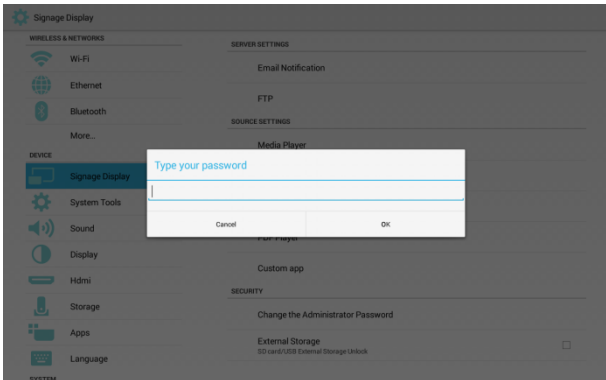 Signage Display
WIRELESS & NETWORKS
Wi-Fi
Ethernet
Bluetooth
More...
DEVICE
Signage Display
System Tools
Sound
Display
Hdmi
Storage
Apps
Language
SYSTEM
SERVER SETTINGS
Email Notification
FTP
SOURCE SETTINGS
Media Player
Type your password
Cancel
OK
PDF Player
Custom app
SECURITY
Change the Administrator Password
External Storage
SD card/USB External Storage Unlock